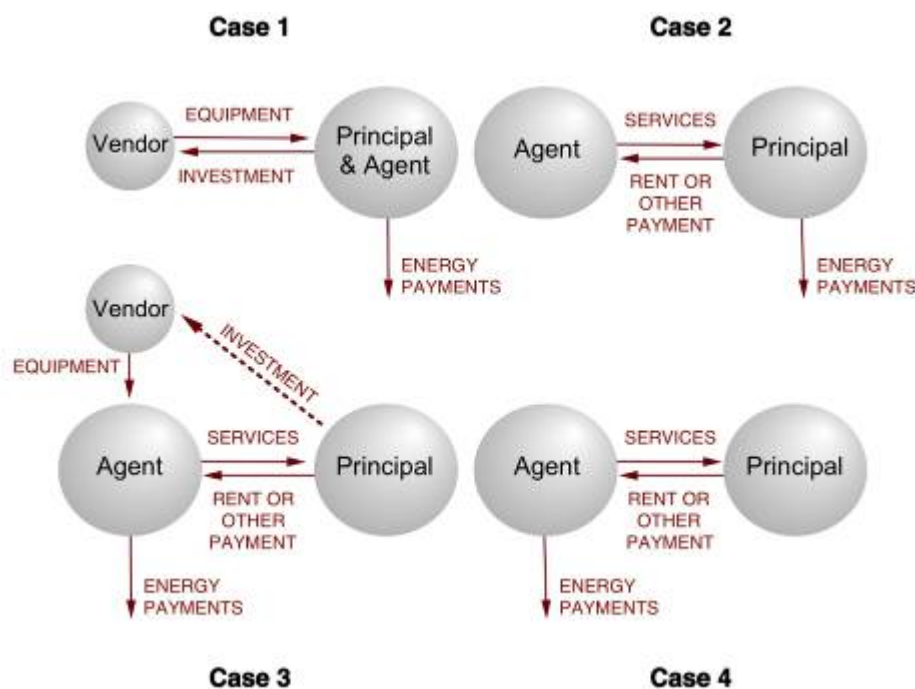 Case 1
Vendor
EQUIPMENT
INVESTMENT
Principal
& Agent
ENERGY
PAYMENTS
Case 2
Agent
SERVICES
RENT OR
OTHER
PAYMENT
Principal
ENERGY
PAYMENTS
Vendor
EQUIPMENT
INVESTMENT
Agent
SERVICES
RENT OR
OTHER
PAYMENT
Principal
ENERGY
PAYMENTS
Case 3
Agent
SERVICES
RENT OR
OTHER
PAYMENT
Principal
ENERGY
PAYMENTS
Case 4